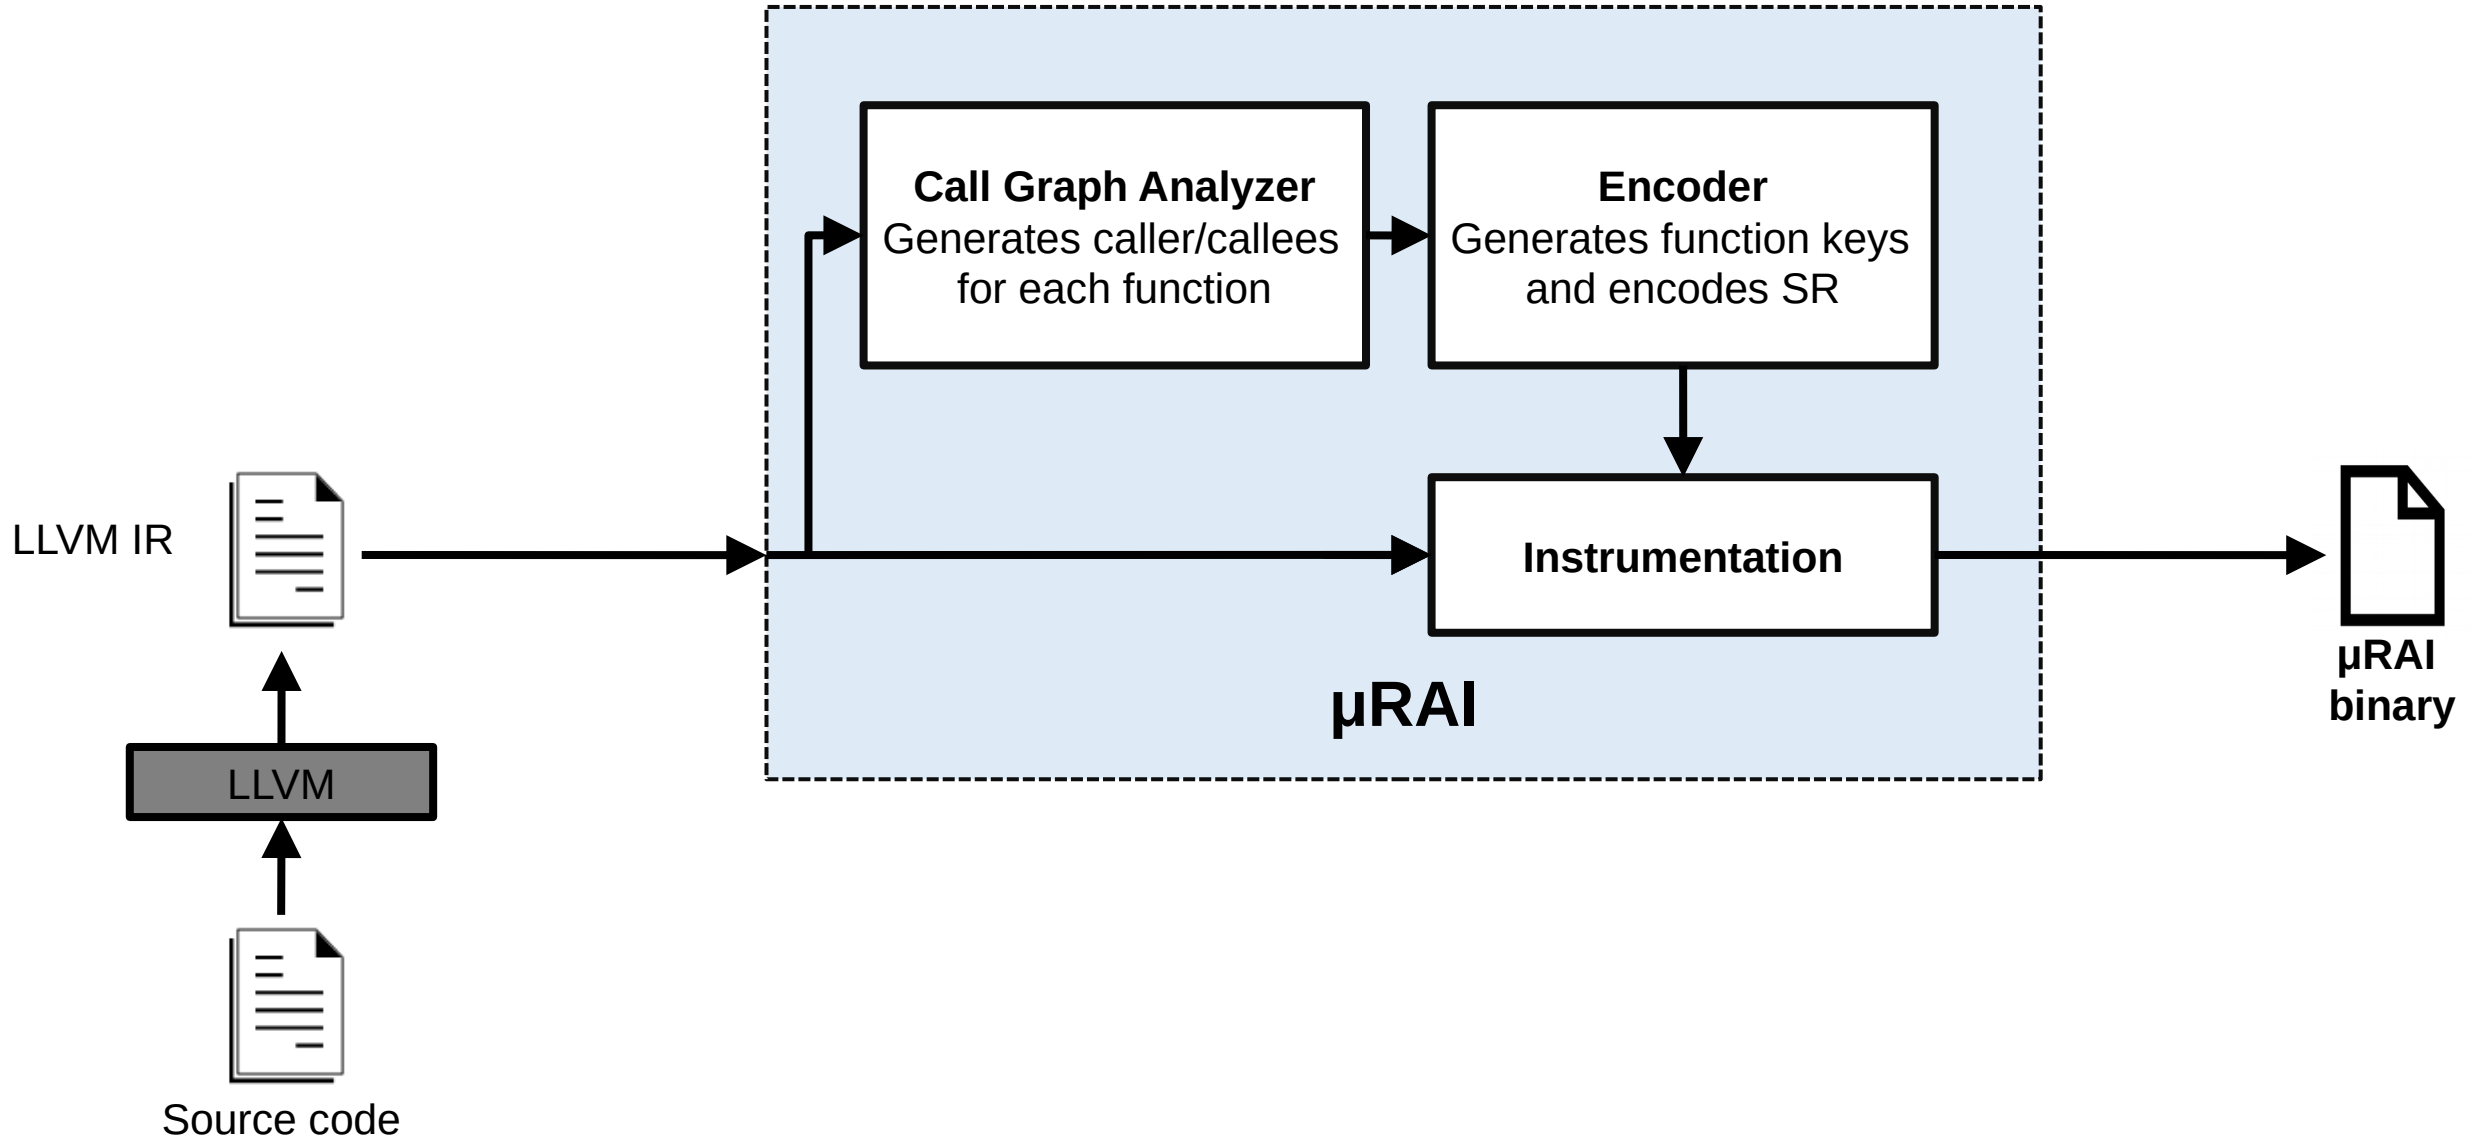 Call Graph Analyzer
Generates caller/callees
for each function
Encoder
Generates function keys
and encodes SR
LLVM IR
Instrumentation
µRAI
µRAI
binary
LLVM
Source code